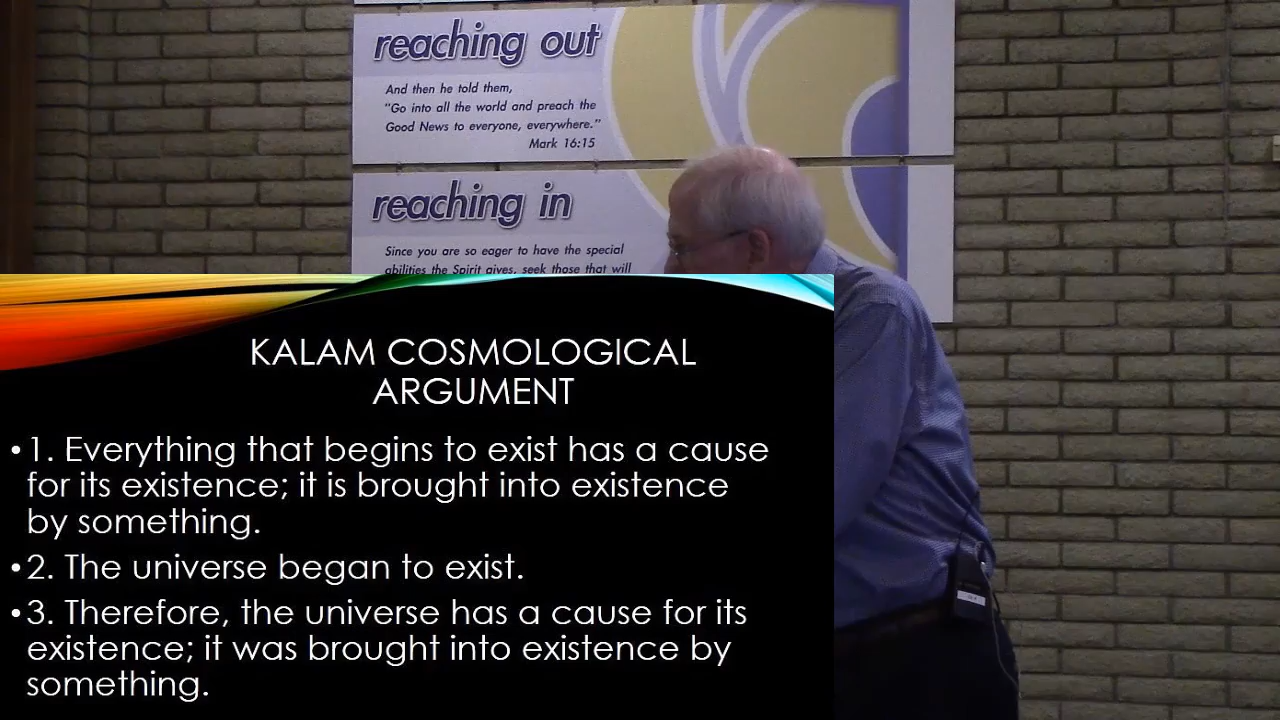 reaching out
And then he told them,
"Go into all the world and preach the
Good News to everyone, everywhere."
Mark 16:15
reaching in
Since you are so eager to have the special
abilities the Spirit gives, seek those that will
KALAM COSMOLOGICAL
ARGUMENT
• 1. Everything that begins to exist has a cause
for its existence; it is brought into existence
by something.
• 2. The universe began to exist.
• 3. Therefore, the universe has a cause for its
existence; it was brought into existence by
something.